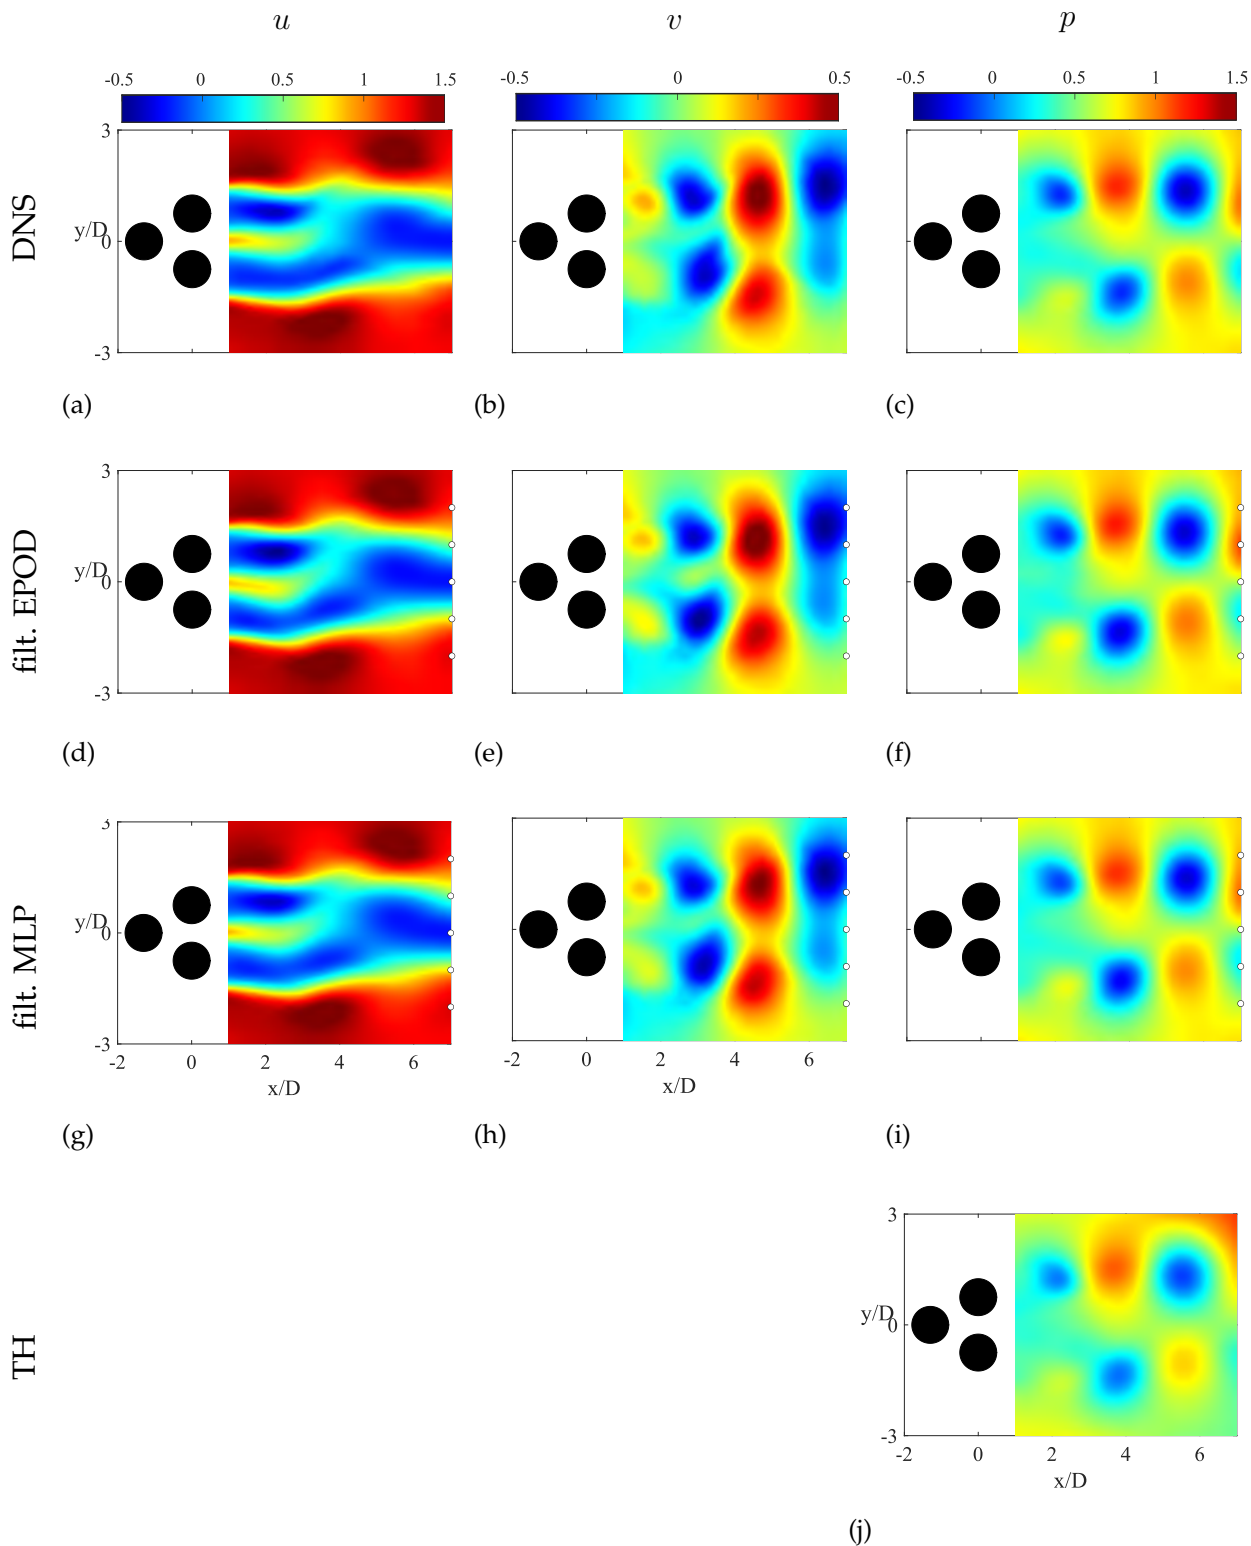 u v p
-0.5 0 0.5 1 1.5 -0.5 0 0.5 -0.5 0 0.5 1 1.5
DNS
3
y/D
0
-3
(a) (b) (c)
filt. EPOD
3
y/D
0
-3
(d) (e) (f)
filt. MLP
3
y/D
0
-3
-2 0 2 4 6 -2 0 2 4 6
x/D x/D
(g) (h) (i)
TH
3
y/D
0
-3
-2 0 2 4 6
x/D
(j)